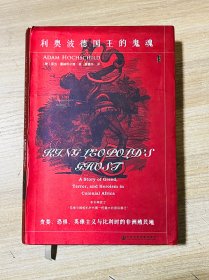 利奥波德国王的鬼魂
ADAM HOCHSCHILD
KING LEOPOLD'S
GHOST
A Story of Greed,
Terror, and Heroism in
Colonial Africa
贪婪、恐惧、英雄主义与比利时的非洲殖民地